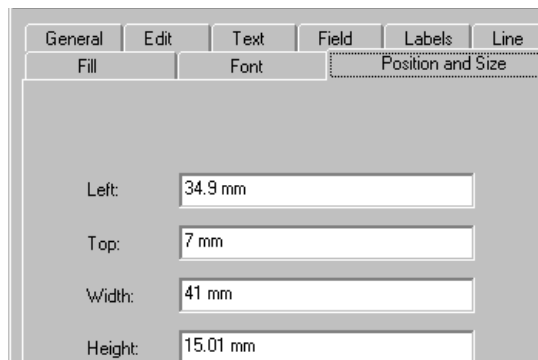 General Edit Text Field Labels Line
Fill Font Position and Size
Left: 34.9 mm
Top: 7 mm
Width: 41 mm
Height: 15.01 mm